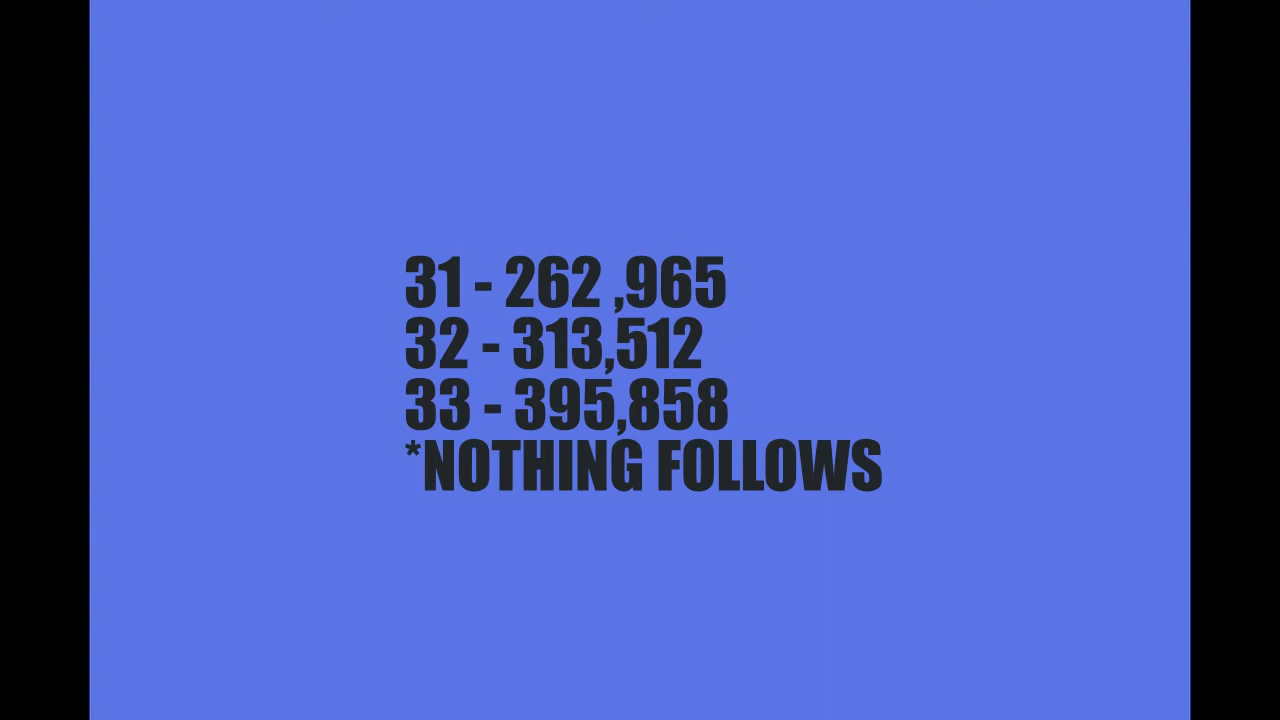 31 - 262 ,965
32 - 313,512
33 - 395,858
*NOTHING FOLLOWS